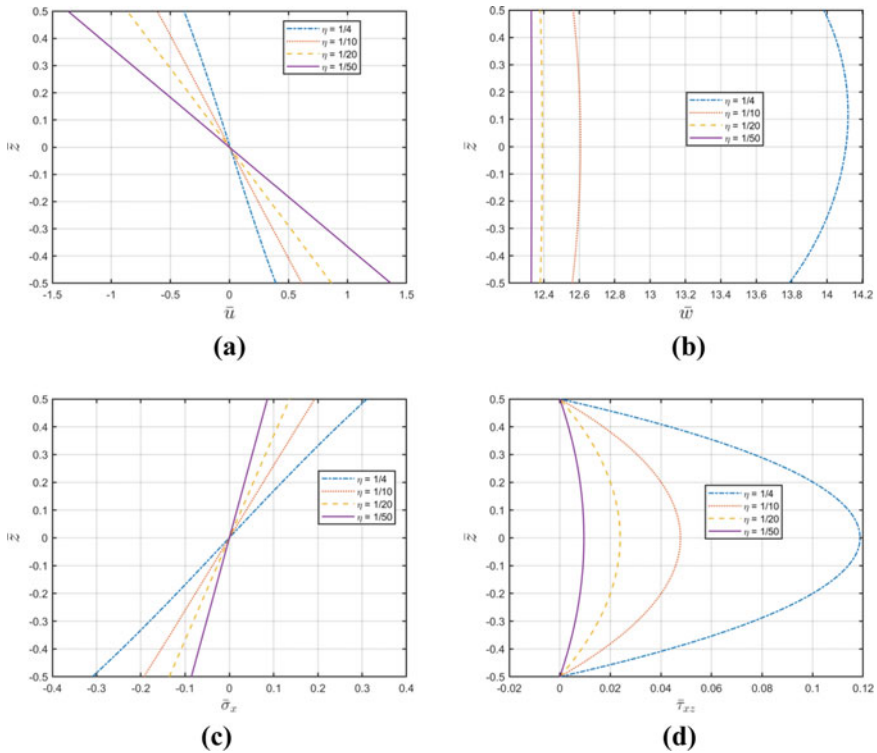 0.5
0.4
0.3
0.2
0.1
0
-0.1
-0.2
-0.3
-0.4
-0.5
z̄
-1.5 -1 -0.5 0 0.5 1 1.5
ū
η = 1/4
η = 1/10
η = 1/20
η = 1/50
(a)
0.5
0.4
0.3
0.2
0.1
0
-0.1
-0.2
-0.3
-0.4
-0.5
z̄
12.4 12.6 12.8 13 13.2 13.4 13.6 13.8 14 14.2
w̄
η = 1/4
η = 1/10
η = 1/20
η = 1/50
(b)
0.5
0.4
0.3
0.2
0.1
0
-0.1
-0.2
-0.3
-0.4
-0.5
z̄
-0.4 -0.3 -0.2 -0.1 0 0.1 0.2 0.3 0.4
σ̄x
η = 1/4
η = 1/10
η = 1/20
η = 1/50
(c)
0.5
0.4
0.3
0.2
0.1
0
-0.1
-0.2
-0.3
-0.4
-0.5
z̄
-0.02 0 0.02 0.04 0.06 0.08 0.1 0.12
τ̄xz
η = 1/4
η = 1/10
η = 1/20
η = 1/50
(d)